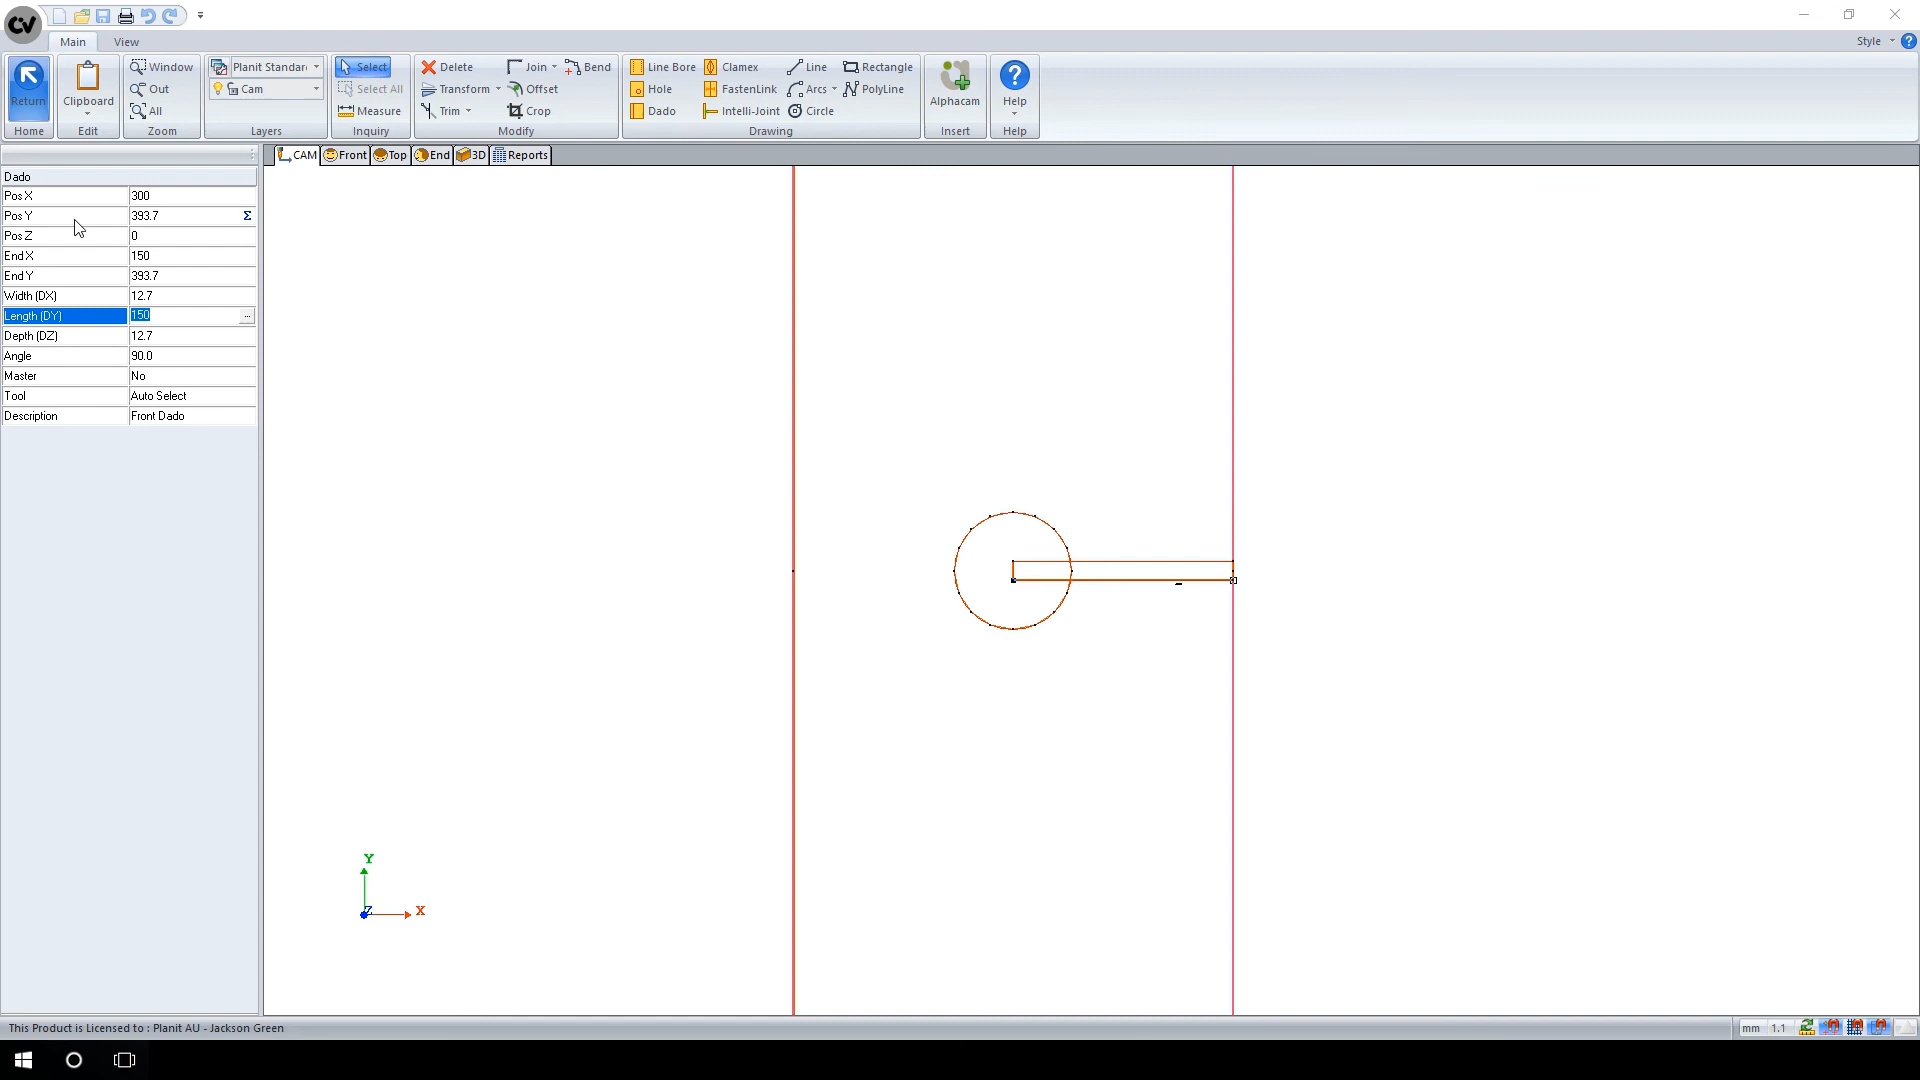 CV
Main View Style
Return
Home
Clipboard
Edit
Window
Out
All
Zoom
Planit Standar
Cam
Layers
Select
Select All
Measure
Inquiry
Delete Join Bend
Transform Offset
Trim Crop
Modify
Line Bore Clamex Line Rectangle
Hole FastenLink Arcs PolyLine
Dado Intelli-Joint Circle
Drawing
Alphacam
Insert
Help
Help
CAM Front Top End 3D Reports
Dado
Pos X 300
Pos Y 393.7 Σ
Pos Z 0
End X 150
End Y 393.7
Width (DX) 12.7
Length (DY) 150 ...
Depth (DZ) 12.7
Angle 90.0
Master No
Tool Auto Select
Description Front Dado
Y
Z X
This Product is Licensed to : Planit AU - Jackson Green
mm 1.1